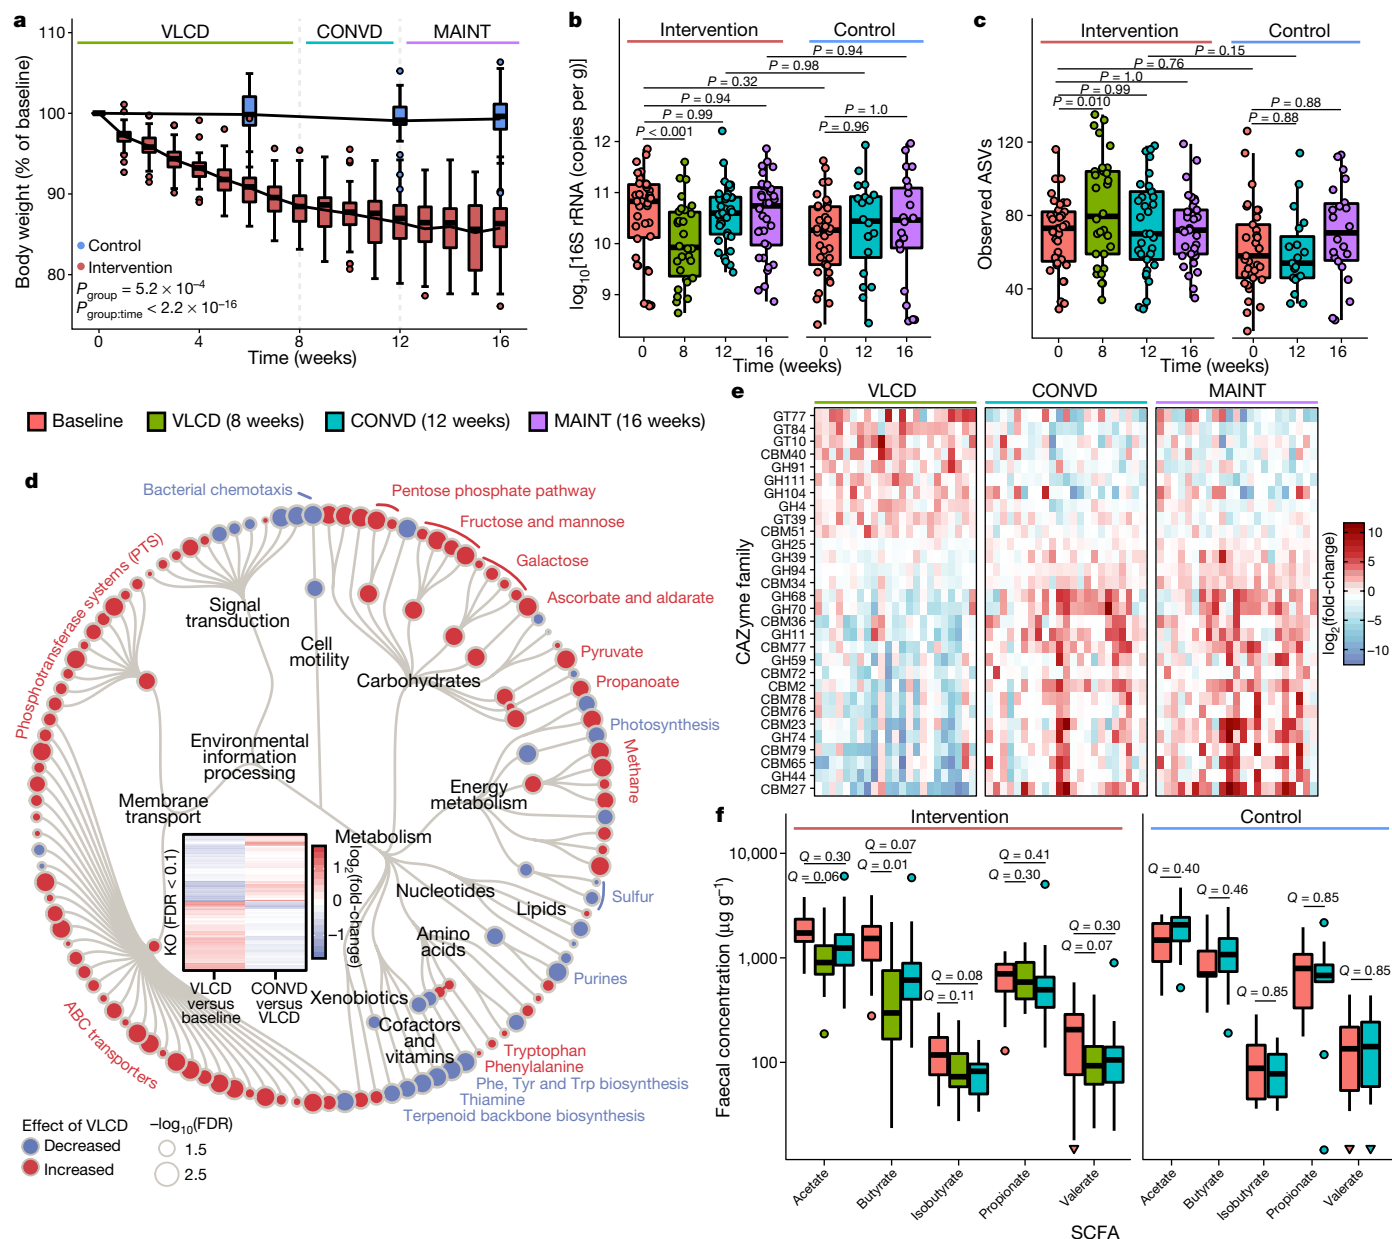 a
VLCD
CONVD
MAINT
Body weight (% of baseline)
110
100
90
80
Control
Intervention
P group = 5.2 × 10−4
P group:time < 2.2 × 10−16
0
4
8
12
16
Time (weeks)
b
Intervention
Control
log10[16S rRNA (copies per g)]
P = 0.94
P = 0.98
P = 0.32
P = 0.94
P = 0.99
P < 0.001
P = 1.0
P = 0.96
12
11
10
9
0
8
12
16
0
12
16
Time (weeks)
c
Intervention
Control
Observed ASVs
P = 0.15
P = 0.76
P = 1.0
P = 0.99
P = 0.010
P = 0.88
P = 0.88
120
80
40
0
8
12
16
0
12
16
Time (weeks)
Baseline
VLCD (8 weeks)
CONVD (12 weeks)
MAINT (16 weeks)
d
Bacterial chemotaxis
Pentose phosphate pathway
Fructose and mannose
Galactose
Ascorbate and aldarate
Pyruvate
Propanoate
Photosynthesis
Methane
Sulfur
Purines
Tryptophan
Phenylalanine
Phe, Tyr and Trp biosynthesis
Thiamine
Terpenoid backbone biosynthesis
ABC transporters
Phosphotransferase systems (PTS)
Signal
transduction
Cell
motility
Carbohydrates
Environmental
information
processing
Energy
metabolism
Membrane
transport
Metabolism
Nucleotides
Lipids
Amino
acids
Xenobiotics
Cofactors
and
vitamins
KO (FDR < 0.1)
VLCD
versus
baseline
CONVD
versus
VLCD
1
0
−1
log2(fold-change)
Effect of VLCD
Decreased
Increased
−log10(FDR)
1.5
2.5
e
VLCD
CONVD
MAINT
CAZyme family
GT77
GT84
GT10
CBM40
GH91
GH111
GH104
GH4
GT39
CBM51
GH25
GH39
GH94
CBM34
GH68
GH70
CBM36
GH11
CBM77
GH59
CBM72
CBM2
CBM78
CBM76
CBM23
GH74
CBM79
CBM65
GH44
CBM27
log2(fold-change)
10
5
0
−5
−10
f
Intervention
Control
Faecal concentration (µg g−1)
10,000
1,000
100
Q = 0.30
Q = 0.06
Q = 0.07
Q = 0.01
Q = 0.08
Q = 0.11
Q = 0.41
Q = 0.30
Q = 0.30
Q = 0.07
Q = 0.40
Q = 0.46
Q = 0.85
Q = 0.85
Q = 0.85
Acetate
Butyrate
Isobutyrate
Propionate
Valerate
Acetate
Butyrate
Isobutyrate
Propionate
Valerate
SCFA